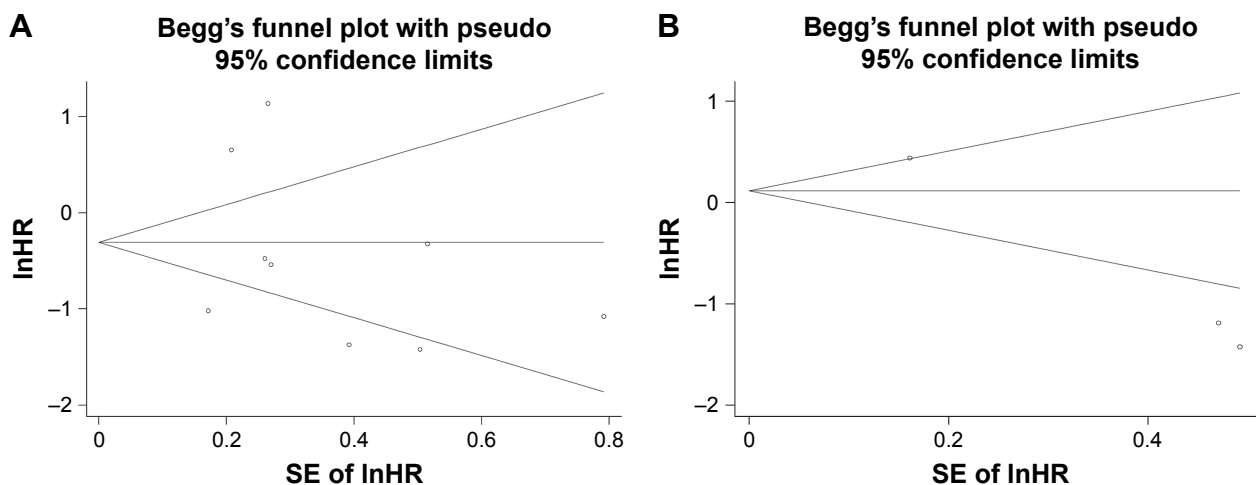 A
Begg’s funnel plot with pseudo
95% confidence limits
lnHR
1
0
–1
–2
0
0.2
0.4
0.6
0.8
SE of lnHR
B
Begg’s funnel plot with pseudo
95% confidence limits
lnHR
1
0
–1
–2
0
0.2
0.4
SE of lnHR